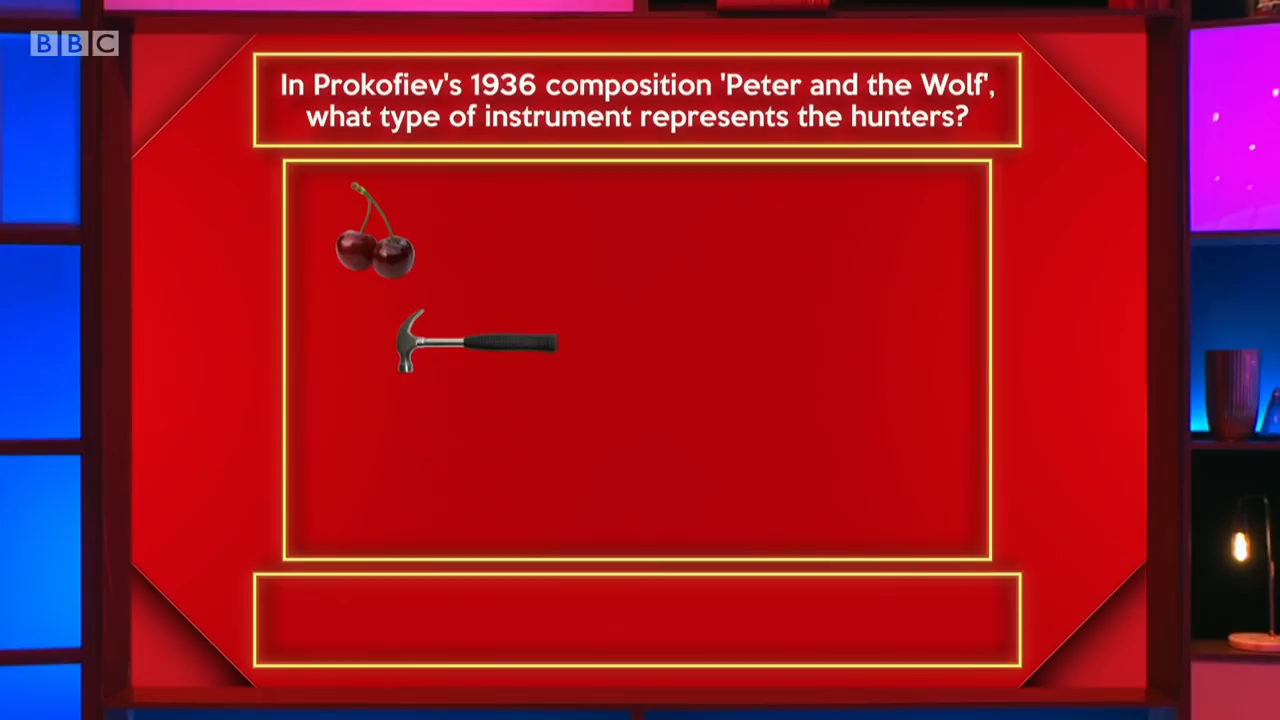 BBC
In Prokofiev's 1936 composition 'Peter and the Wolf',
what type of instrument represents the hunters?